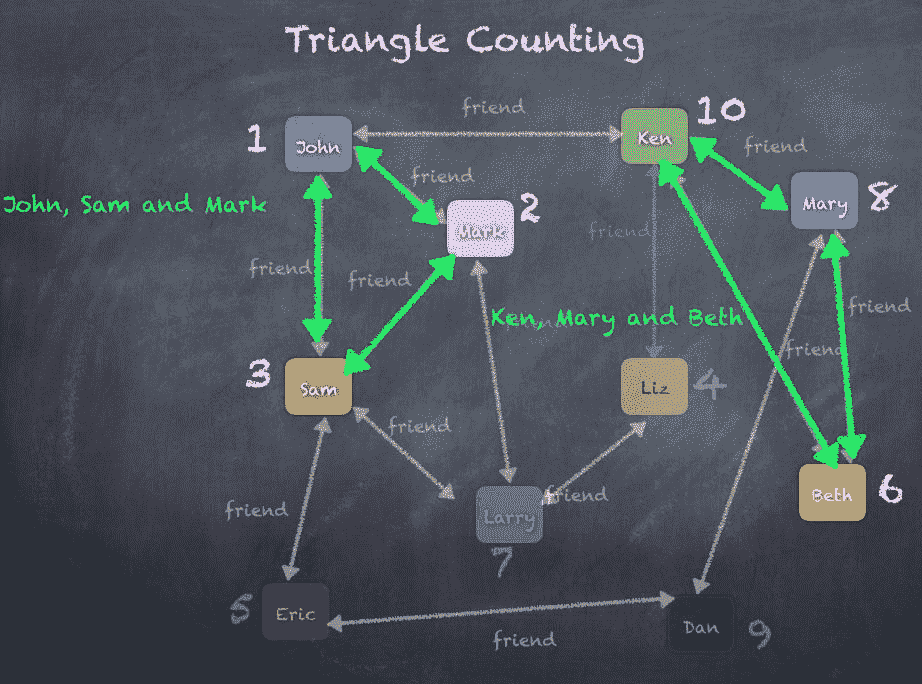 Triangle Counting
friend
10
Ken
1
John
friend
friend
8
Mary
John, Sam and Mark
2
Mark
friend
friend
friend
friend
Ken, Mary and Beth
friend
friend
3
Sam
Liz
4
friend
Beth
6
friend
friend
Larry
7
5
Eric
Dan
9
friend